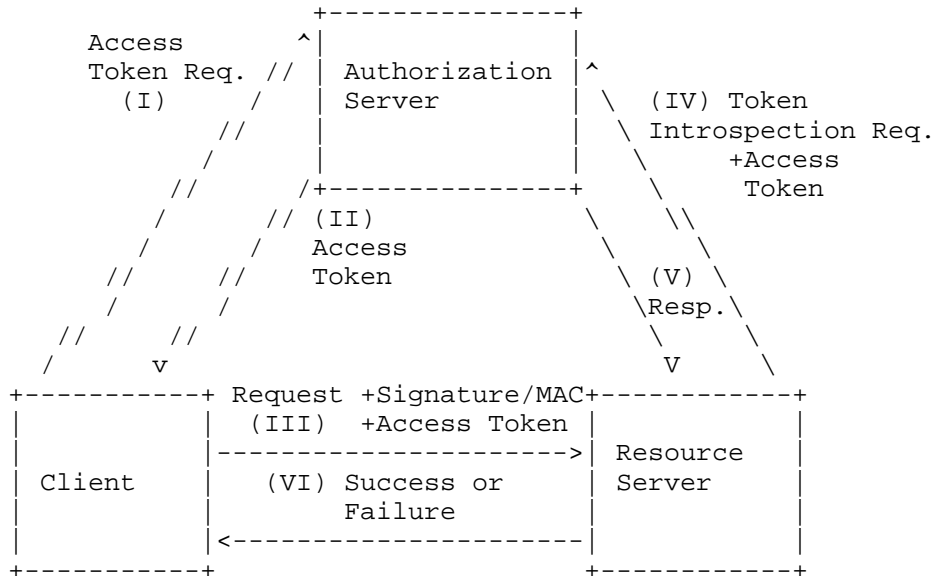 Access
Token Req.
(I)
Authorization
Server
(IV) Token
Introspection Req.
+Access
Token
(II)
Access
Token
(V)
Resp.
Request +Signature/MAC
(III) +Access Token
Client
(VI) Success or
Failure
Resource
Server